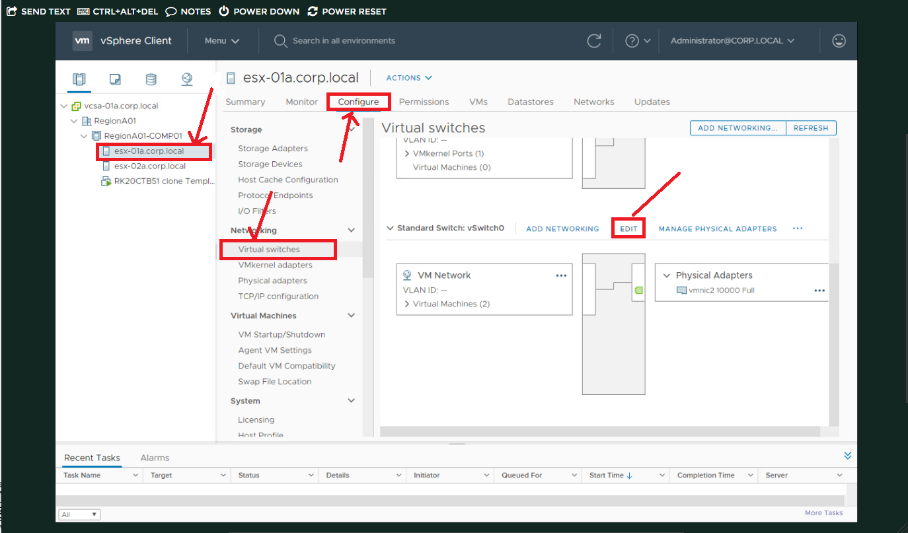 SEND TEXT CTRL+ALT+DEL NOTES POWER DOWN POWER RESET
vm vSphere Client Menu Search in all environments Administrator@CORP.LOCAL
esx-01a.corp.local ACTIONS
Summary Monitor Configure Permissions VMs Datastores Networks Updates
vcsa-01a.corp.local
RegionA01
RegionA01-COMP01
esx-01a.corp.local
esx-02a.corp.local
RK20CTB51 clone Templ...
Storage
Storage Adapters
Storage Devices
Host Cache Configuration
Protocol Endpoints
I/O Filters
Networking
Virtual switches
VMkernel adapters
Physical adapters
TCP/IP configuration
Virtual Machines
VM Startup/Shutdown
Agent VM Settings
Default VM Compatibility
Swap File Location
System
Licensing
Host Profile
Virtual switches ADD NETWORKING... REFRESH
VLAN ID: --
VMkernel Ports (1)
Virtual Machines (0)
Standard Switch: vSwitch0 ADD NETWORKING EDIT MANAGE PHYSICAL ADAPTERS ...
VM Network ...
VLAN ID: --
Virtual Machines (2)
Physical Adapters
vmnic2 10000 Full ...
Recent Tasks Alarms
Task Name Target Status Details Initiator Queued For Start Time ↓ Completion Time Server
All More Tasks